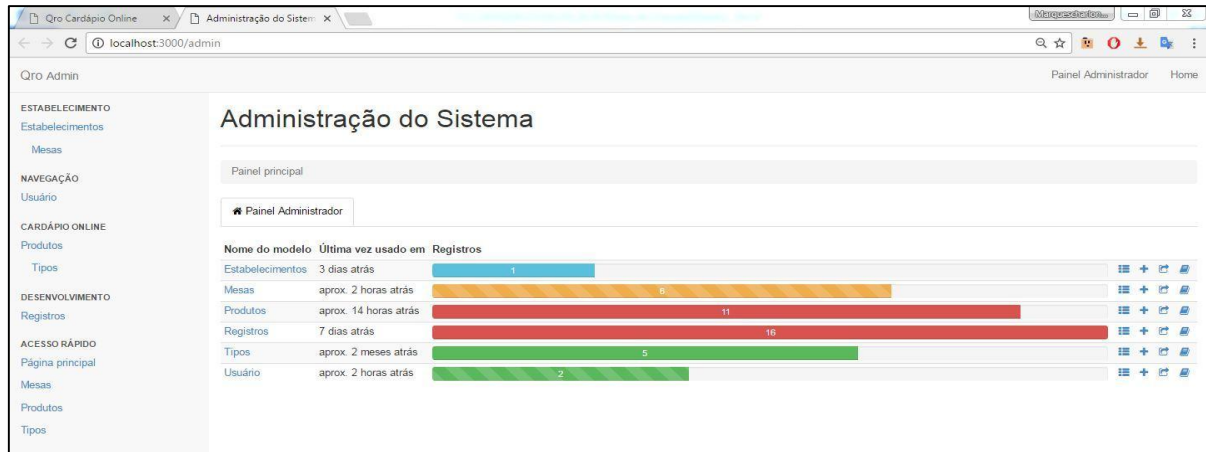 Qro Cardápio Online
Administração do Sistem
localhost:3000/admin
Qro Admin
Painel Administrador
Home
ESTABELECIMENTO
Estabelecimentos
Mesas
NAVEGAÇÃO
Usuário
CARDÁPIO ONLINE
Produtos
Tipos
DESENVOLVIMENTO
Registros
ACESSO RÁPIDO
Página principal
Mesas
Produtos
Tipos
Administração do Sistema
Painel principal
Painel Administrador
Nome do modelo Última vez usado em Registros
Estabelecimentos 3 dias atrás 1
Mesas aprox. 2 horas atrás 6
Produtos aprox. 14 horas atrás 11
Registros 7 dias atrás 16
Tipos aprox. 2 meses atrás 5
Usuário aprox. 2 horas atrás 2